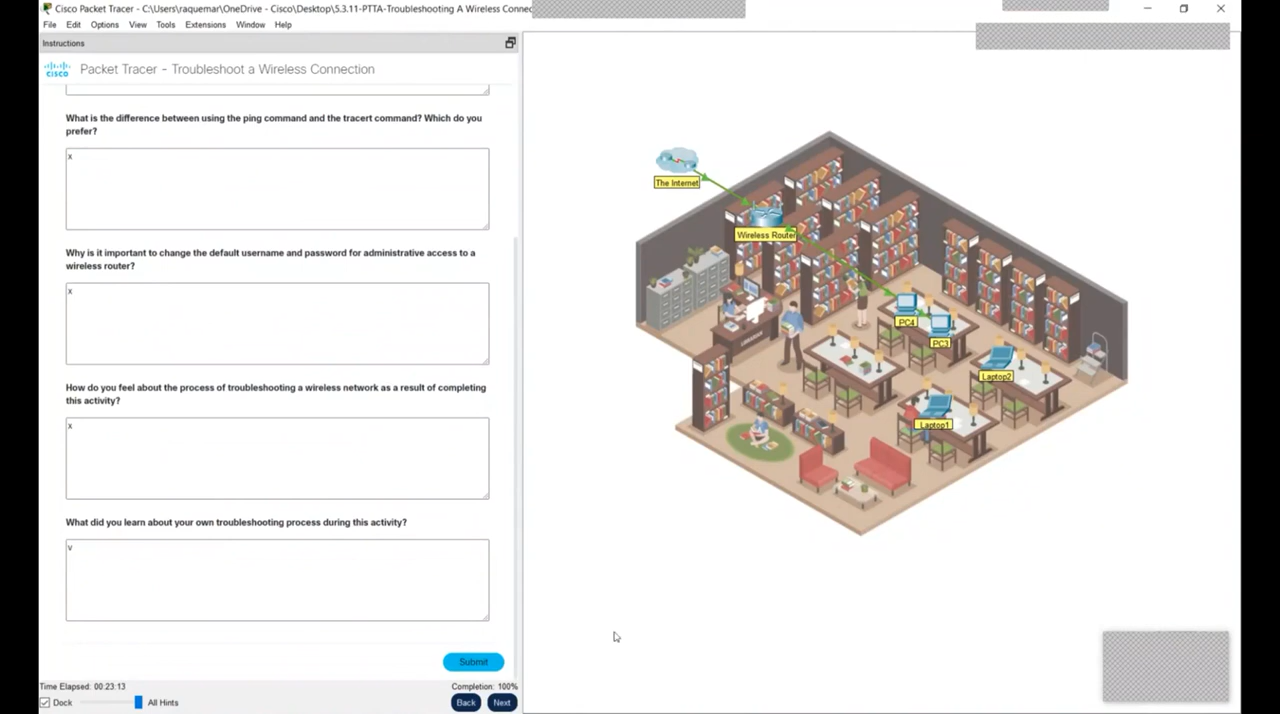 Cisco Packet Tracer - C:\Users\raquemar\OneDrive - Cisco\Desktop\5.3.11-PTTA-Troubleshooting A Wireless Connec
File Edit Options View Tools Extensions Window Help
Instructions
CISCO Packet Tracer - Troubleshoot a Wireless Connection
What is the difference between using the ping command and the tracert command? Which do you
prefer?
x
Why is it important to change the default username and password for administrative access to a
wireless router?
x
How do you feel about the process of troubleshooting a wireless network as a result of completing
this activity?
x
What did you learn about your own troubleshooting process during this activity?
v
Submit
Time Elapsed: 00:23:13 Completion: 100%
Dock All Hints Back Next
The Internet
Wireless Router
PC4
PC3
Laptop2
Laptop1